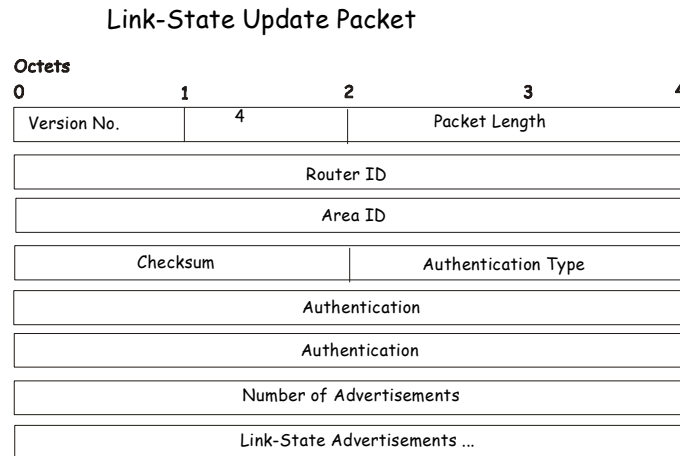 Link-State Update Packet
Octets
0 1 2 3 4
Version No. 4 Packet Length
Router ID
Area ID
Checksum Authentication Type
Authentication
Authentication
Number of Advertisements
Link-State Advertisements ...